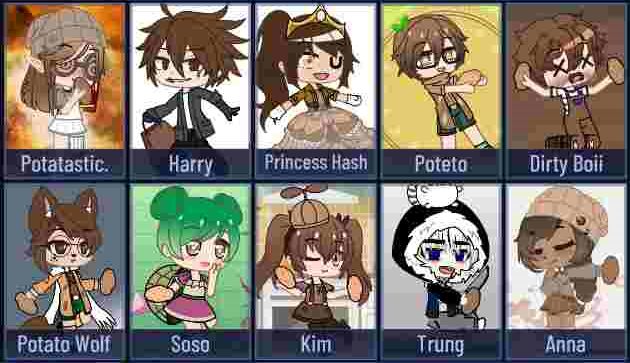 Potatastic.
Harry
Princess Hash
Poteto
Dirty Boii
Potato Wolf
Soso
Kim
Trung
Anna